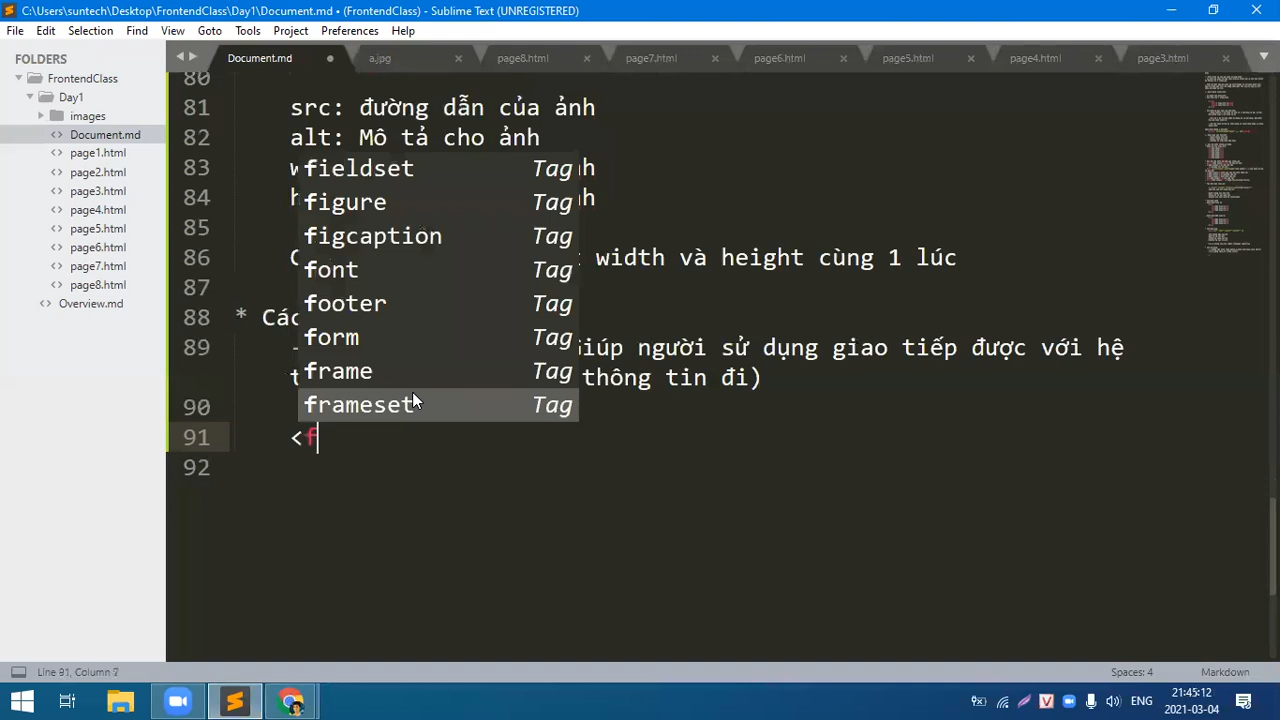 C:\Users\suntech\Desktop\FrontendClass\Day1\Document.md • (FrontendClass) - Sublime Text (UNREGISTERED)
File Edit Selection Find View Goto Tools Project Preferences Help
FOLDERS
FrontendClass
Day1
images
Document.md
page1.html
page2.html
page3.html
page4.html
page5.html
page6.html
page7.html
page8.html
Overview.md
Document.md a.jpg page8.html page7.html page6.html page5.html page4.html page3.html
80
81 src: đường dẫn của ảnh
82 alt: Mô tả cho ảnh
83
84
85
86 width và height cùng 1 lúc
87
88 * Các
89 Giúp người sử dụng giao tiếp được với hệ
thông tin đi)
90
91 <f
92
fieldset Tag
figure Tag
figcaption Tag
font Tag
footer Tag
form Tag
frame Tag
frameset Tag
Line 91, Column 7 Spaces: 4 Markdown
ENG 21:45:12
2021-03-04